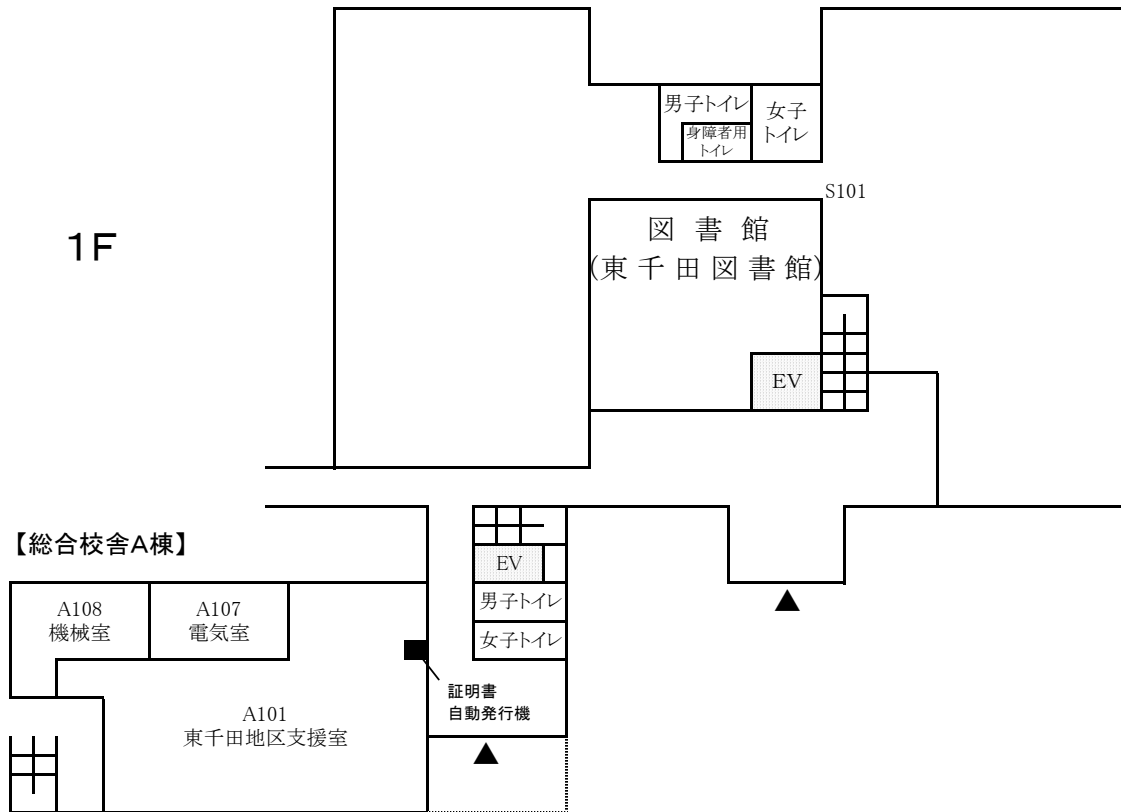 男子トイレ
女子
トイレ
身障者用
トイレ
S101
1F
図 書 館
(東 千 田 図 書 館)
EV
【総合校舎A棟】
EV
男子トイレ
女子トイレ
A108
機械室
A107
電気室
証明書
自動発行機
A101
東千田地区支援室